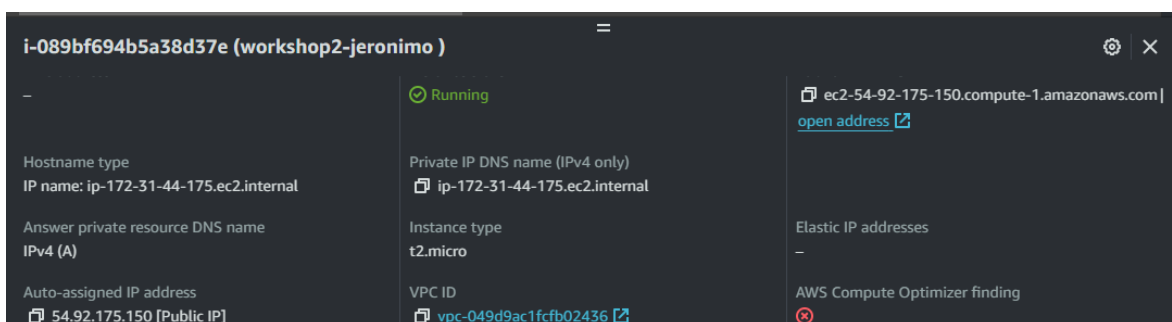 i-089bf694b5a38d37e (workshop2-jeronimo )
–
Running
ec2-54-92-175-150.compute-1.amazonaws.com |
open address
Hostname type
IP name: ip-172-31-44-175.ec2.internal
Private IP DNS name (IPv4 only)
ip-172-31-44-175.ec2.internal
Answer private resource DNS name
IPv4 (A)
Instance type
t2.micro
Elastic IP addresses
–
Auto-assigned IP address
54.92.175.150 [Public IP]
VPC ID
vpc-049d9ac1fcfb02436
AWS Compute Optimizer finding